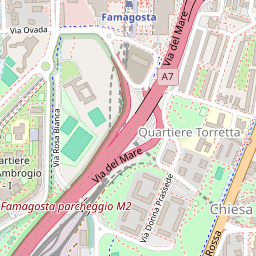 Famagosta
Via Ovada
Via del Mare
A7
Via Rosa Bianca
Quartiere Torretta
Via del Mare
artiere
Ambrogio
Via Donna Prassede
Famagosta parcheggio M2
Chiesa
Rossa